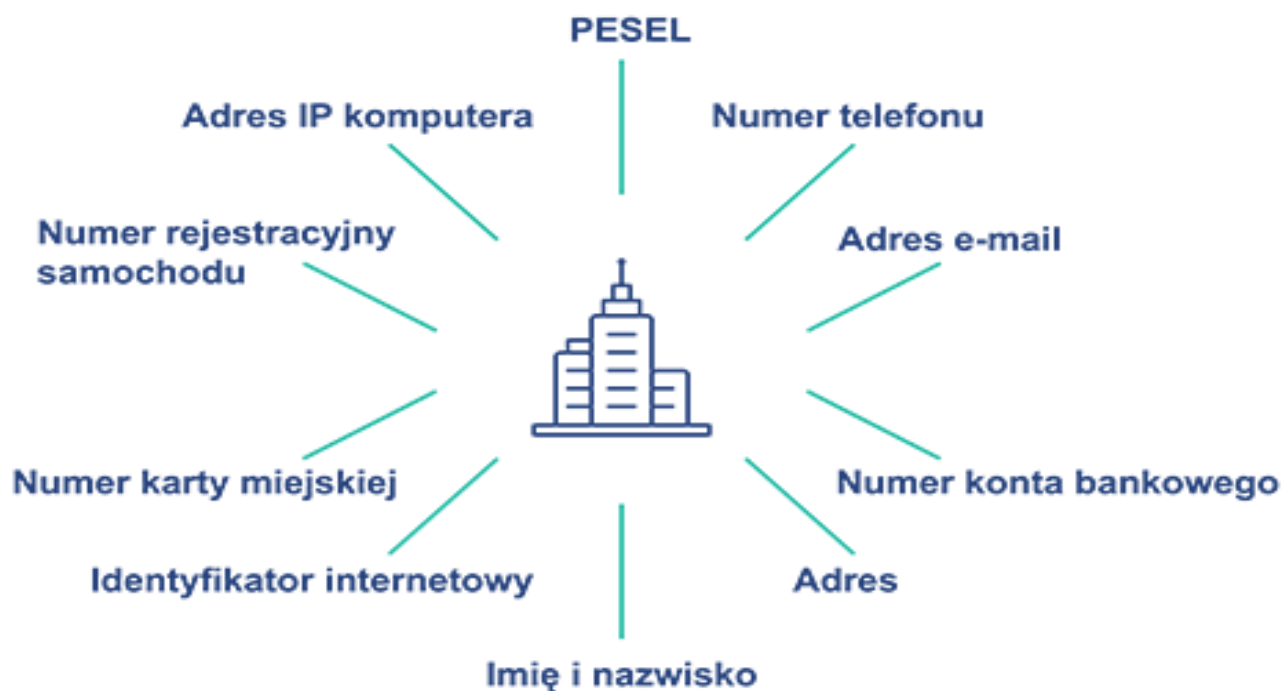 PESEL
Adres IP komputera
Numer telefonu
Numer rejestracyjny
samochodu
Adres e-mail
Numer karty miejskiej
Numer konta bankowego
Identyfikator internetowy
Adres
Imię i nazwisko